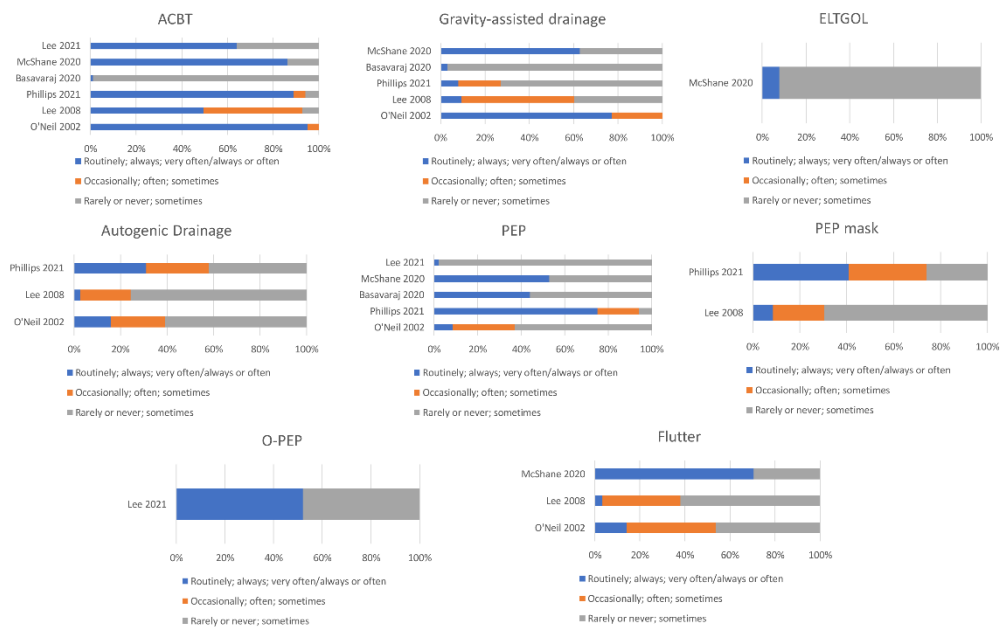 ACBT
Lee 2021
McShane 2020
Basavaraj 2020
Phillips 2021
Lee 2008
O'Neil 2002
0% 20% 40% 60% 80% 100%
Routinely; always; very often/always or often
Occasionally; often; sometimes
Rarely or never; sometimes
Gravity-assisted drainage
McShane 2020
Basavaraj 2020
Phillips 2021
Lee 2008
O'Neil 2002
0% 20% 40% 60% 80% 100%
Routinely; always; very often/always or often
Occasionally; often; sometimes
Rarely or never; sometimes
ELTGOL
McShane 2020
0% 20% 40% 60% 80% 100%
Routinely; always; very often/always or often
Occasionally; often; sometimes
Rarely or never; sometimes
Autogenic Drainage
Phillips 2021
Lee 2008
O'Neil 2002
0% 20% 40% 60% 80% 100%
Routinely; always; very often/always or often
Occasionally; often; sometimes
Rarely or never; sometimes
PEP
Lee 2021
McShane 2020
Basavaraj 2020
Phillips 2021
O'Neil 2002
0% 20% 40% 60% 80% 100%
Routinely; always; very often/always or often
Occasionally; often; sometimes
Rarely or never; sometimes
PEP mask
Phillips 2021
Lee 2008
0% 20% 40% 60% 80% 100%
Routinely; always; very often/always or often
Occasionally; often; sometimes
Rarely or never; sometimes
O-PEP
Lee 2021
0% 20% 40% 60% 80% 100%
Routinely; always; very often/always or often
Occasionally; often; sometimes
Rarely or never; sometimes
Flutter
McShane 2020
Lee 2008
O'Neil 2002
0% 20% 40% 60% 80% 100%
Routinely; always; very often/always or often
Occasionally; often; sometimes
Rarely or never; sometimes